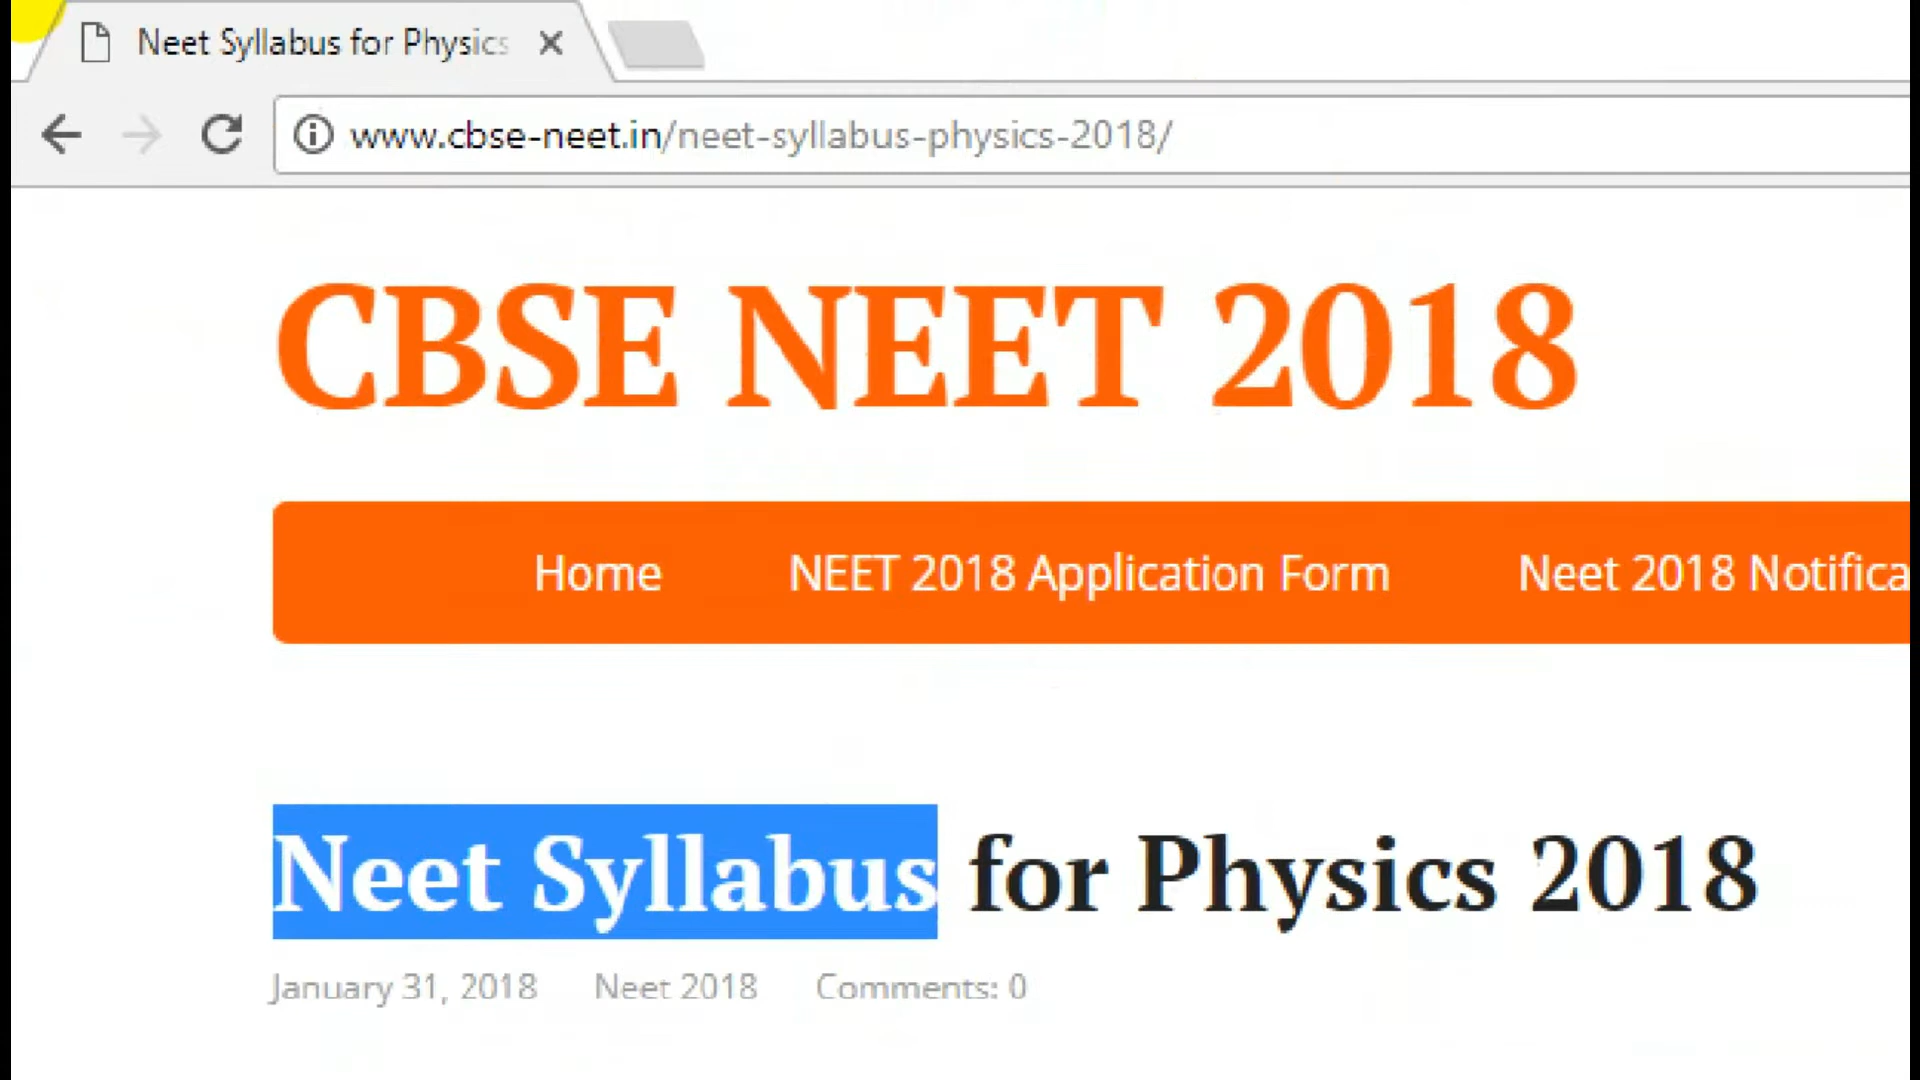 Neet Syllabus for Physics
www.cbse-neet.in/neet-syllabus-physics-2018/
CBSE NEET 2018
Home NEET 2018 Application Form Neet 2018 Notifica
Neet Syllabus for Physics 2018
January 31, 2018 Neet 2018 Comments: 0